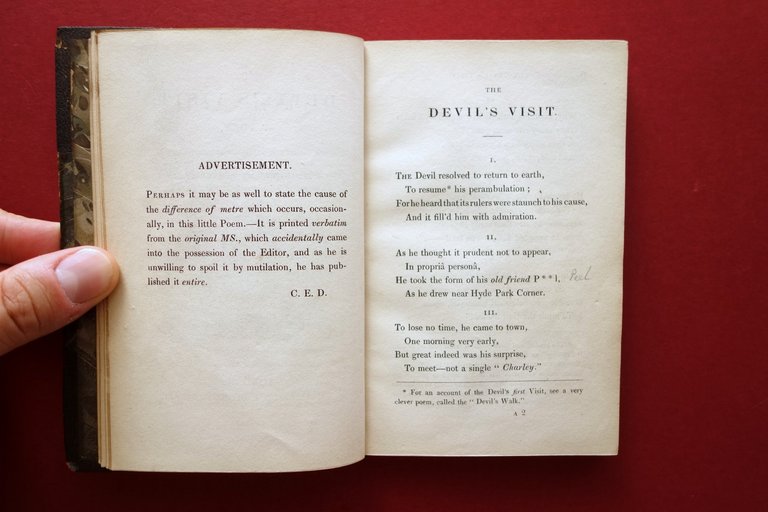 ADVERTISEMENT.
PERHAPS it may be as well to state the cause of
the difference of metre which occurs, occasion-
ally, in this little Poem.—It is printed verbatim
from the original MS., which accidentally came
into the possession of the Editor, and as he is
unwilling to spoil it by mutilation, he has pub-
lished it entire.
C. E. D.
THE
DEVIL'S VISIT.
I.
THE Devil resolved to return to earth,
To resume* his perambulation;
For he heard that its rulers were staunch to his cause,
And it fill'd him with admiration.
II.
As he thought it prudent not to appear,
In propriâ personâ,
He took the form of his old friend P**l, Peel
As he drew near Hyde Park Corner.
III.
To lose no time, he came to town,
One morning very early,
But great indeed was his surprise,
To meet—not a single "Charley."
* For an account of the Devil's first Visit, see a very
clever poem, called the "Devil's Walk."
A 2